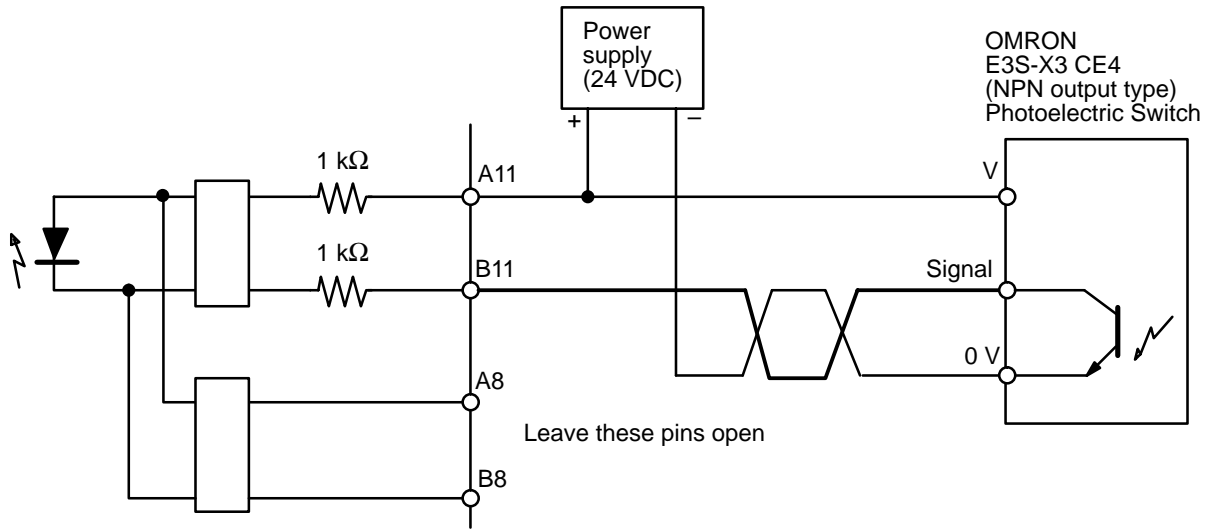 Power
supply
(24 VDC)
+
–
OMRON
E3S-X3 CE4
(NPN output type)
Photoelectric Switch
1 kΩ
A11
V
1 kΩ
B11
Signal
0 V
A8
Leave these pins open
B8